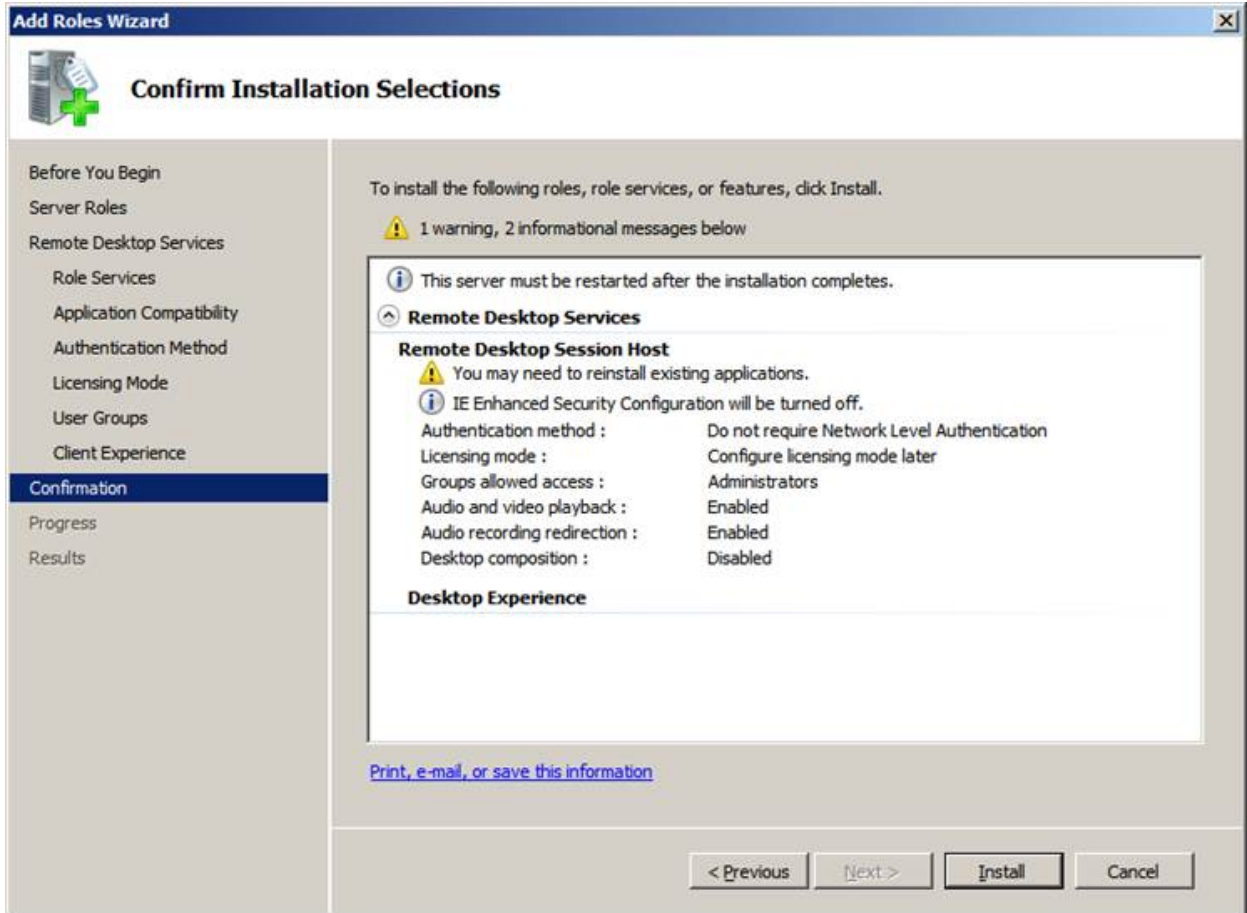 Add Roles Wizard
Confirm Installation Selections
Before You Begin
Server Roles
Remote Desktop Services
Role Services
Application Compatibility
Authentication Method
Licensing Mode
User Groups
Client Experience
Confirmation
Progress
Results
To install the following roles, role services, or features, click Install.
1 warning, 2 informational messages below
This server must be restarted after the installation completes.
Remote Desktop Services
Remote Desktop Session Host
You may need to reinstall existing applications.
IE Enhanced Security Configuration will be turned off.
Authentication method : Do not require Network Level Authentication
Licensing mode : Configure licensing mode later
Groups allowed access : Administrators
Audio and video playback : Enabled
Audio recording redirection : Enabled
Desktop composition : Disabled
Desktop Experience
Print, e-mail, or save this information
< Previous Next > Install Cancel